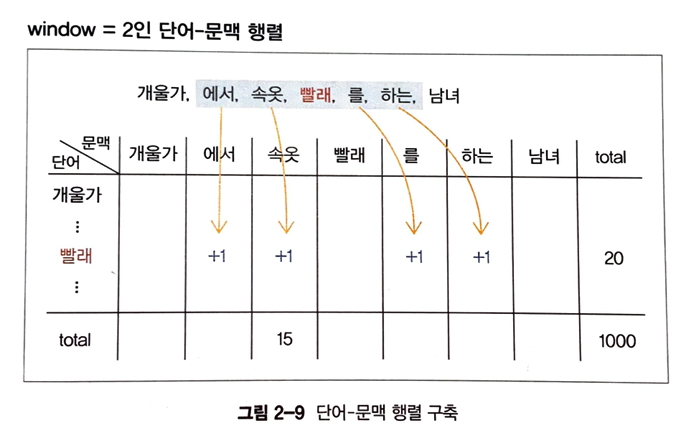 window = 2인 단어-문맥 행렬
개울가, 에서, 속옷, 빨래, 를, 하는, 남녀
문맥
단어
개울가 에서 속옷 빨래 를 하는 남녀 total
개울가
⋮
빨래 +1 +1 +1 +1 20
⋮
total 15 1000
그림 2-9 단어-문맥 행렬 구축